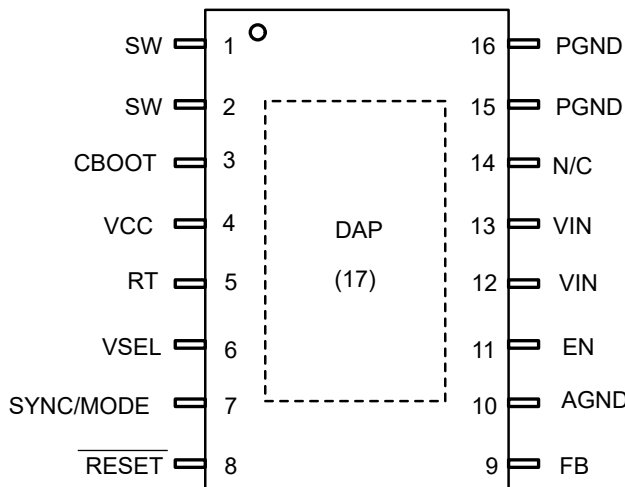 SW 1 16 PGND
SW 2 15 PGND
CBOOT 3 14 N/C
VCC 4 DAP 13 VIN
RT 5 (17) 12 VIN
VSEL 6 11 EN
SYNC/MODE 7 10 AGND
RESET 8 9 FB